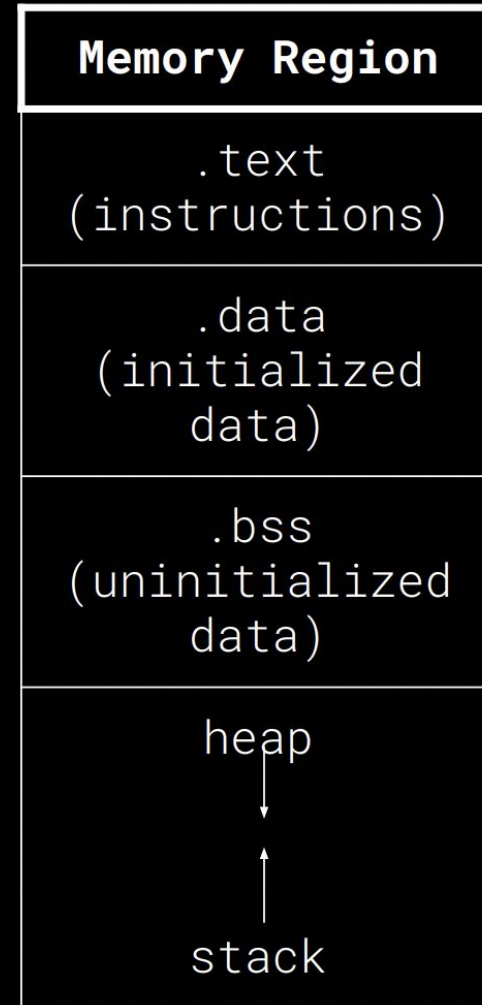 Memory Region
.text
(instructions)
.data
(initialized
data)
.bss
(uninitialized
data)
heap
stack